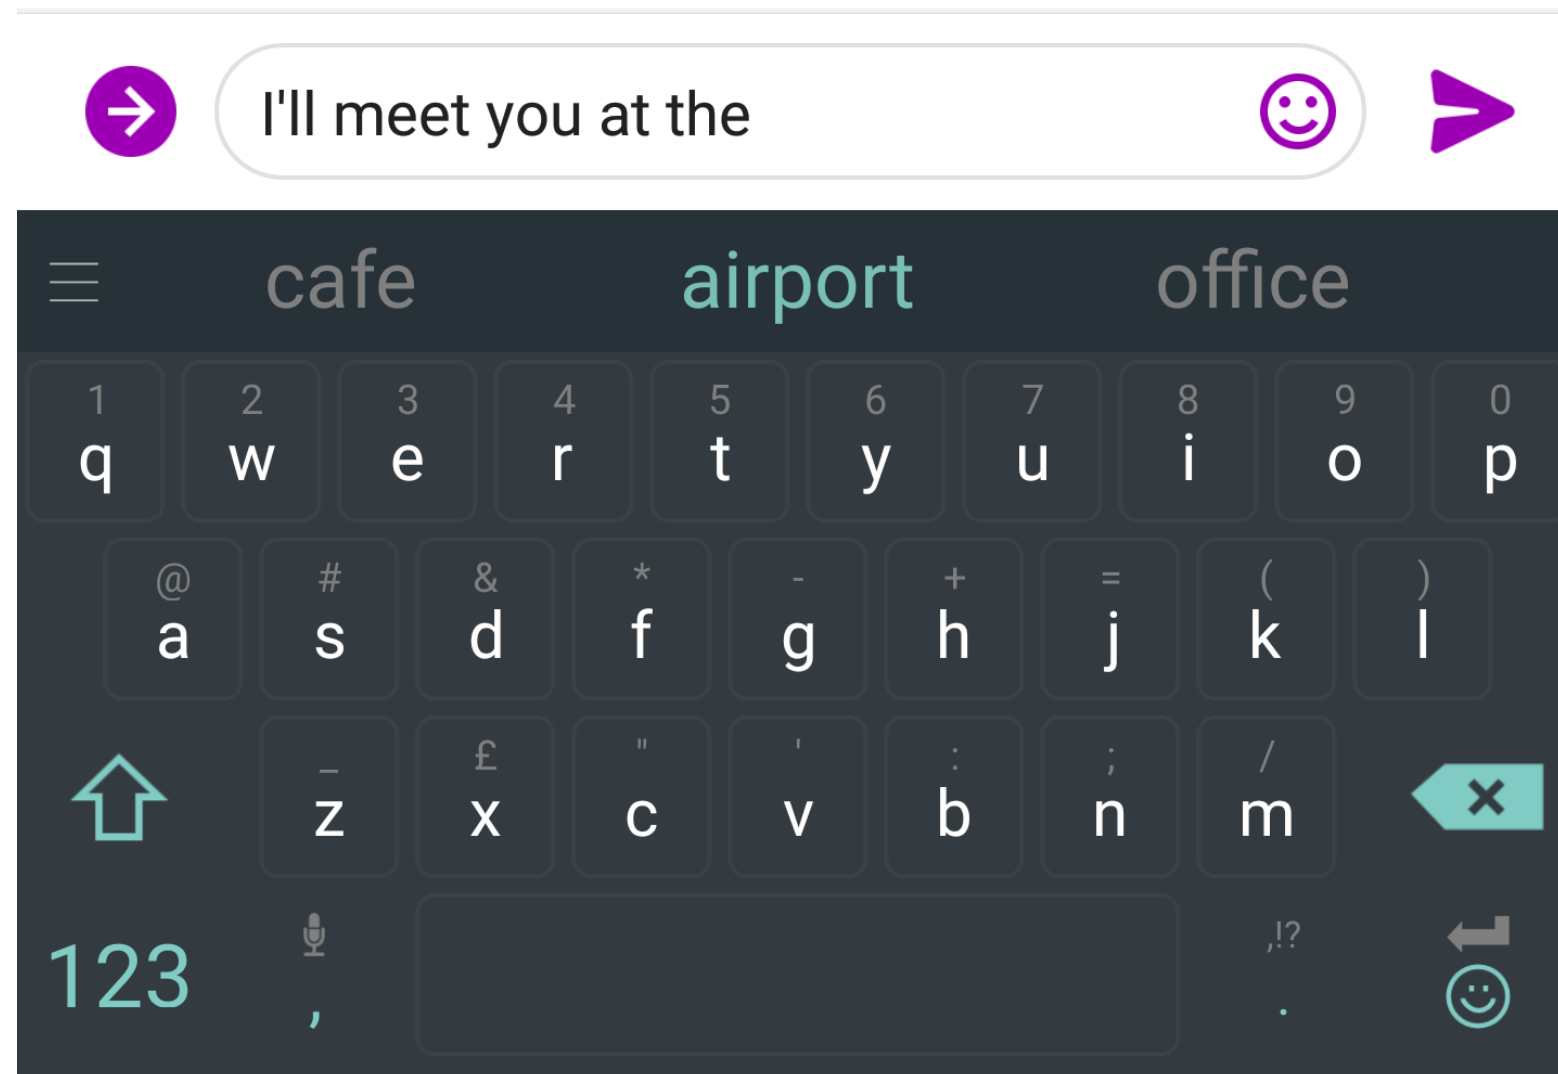 I'll meet you at the
cafe airport office
1 2 3 4 5 6 7 8 9 0
q w e r t y u i o p
@ # & * - + = ( )
a s d f g h j k l
_ £ " ' : ; /
z x c v b n m
,!?
123 , .